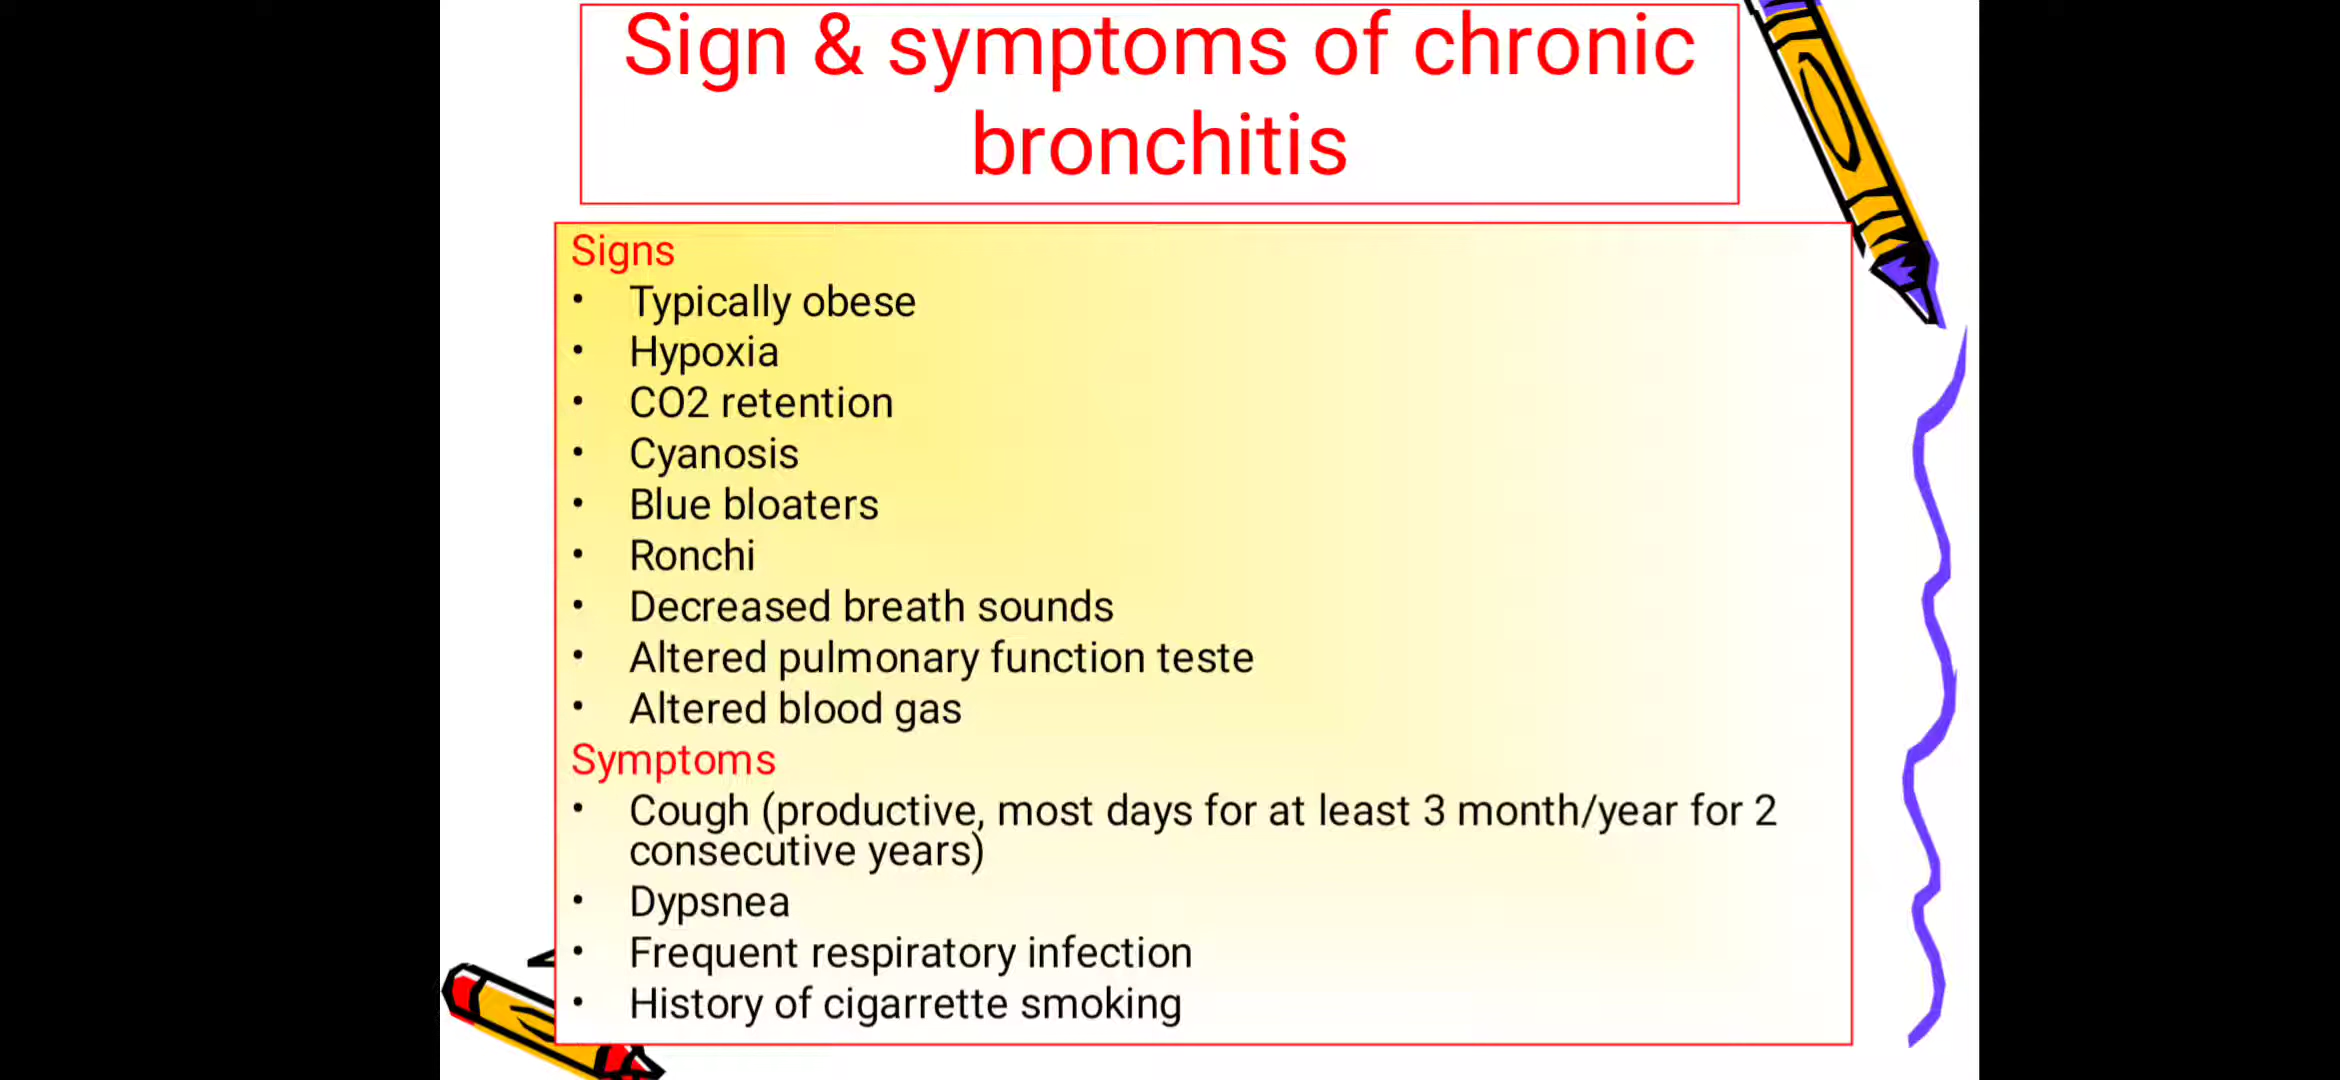 Sign & symptoms of chronic
bronchitis
Signs
• Typically obese
• Hypoxia
• CO2 retention
• Cyanosis
• Blue bloaters
• Ronchi
• Decreased breath sounds
• Altered pulmonary function teste
• Altered blood gas
Symptoms
• Cough (productive, most days for at least 3 month/year for 2
consecutive years)
• Dypsnea
• Frequent respiratory infection
• History of cigarrette smoking